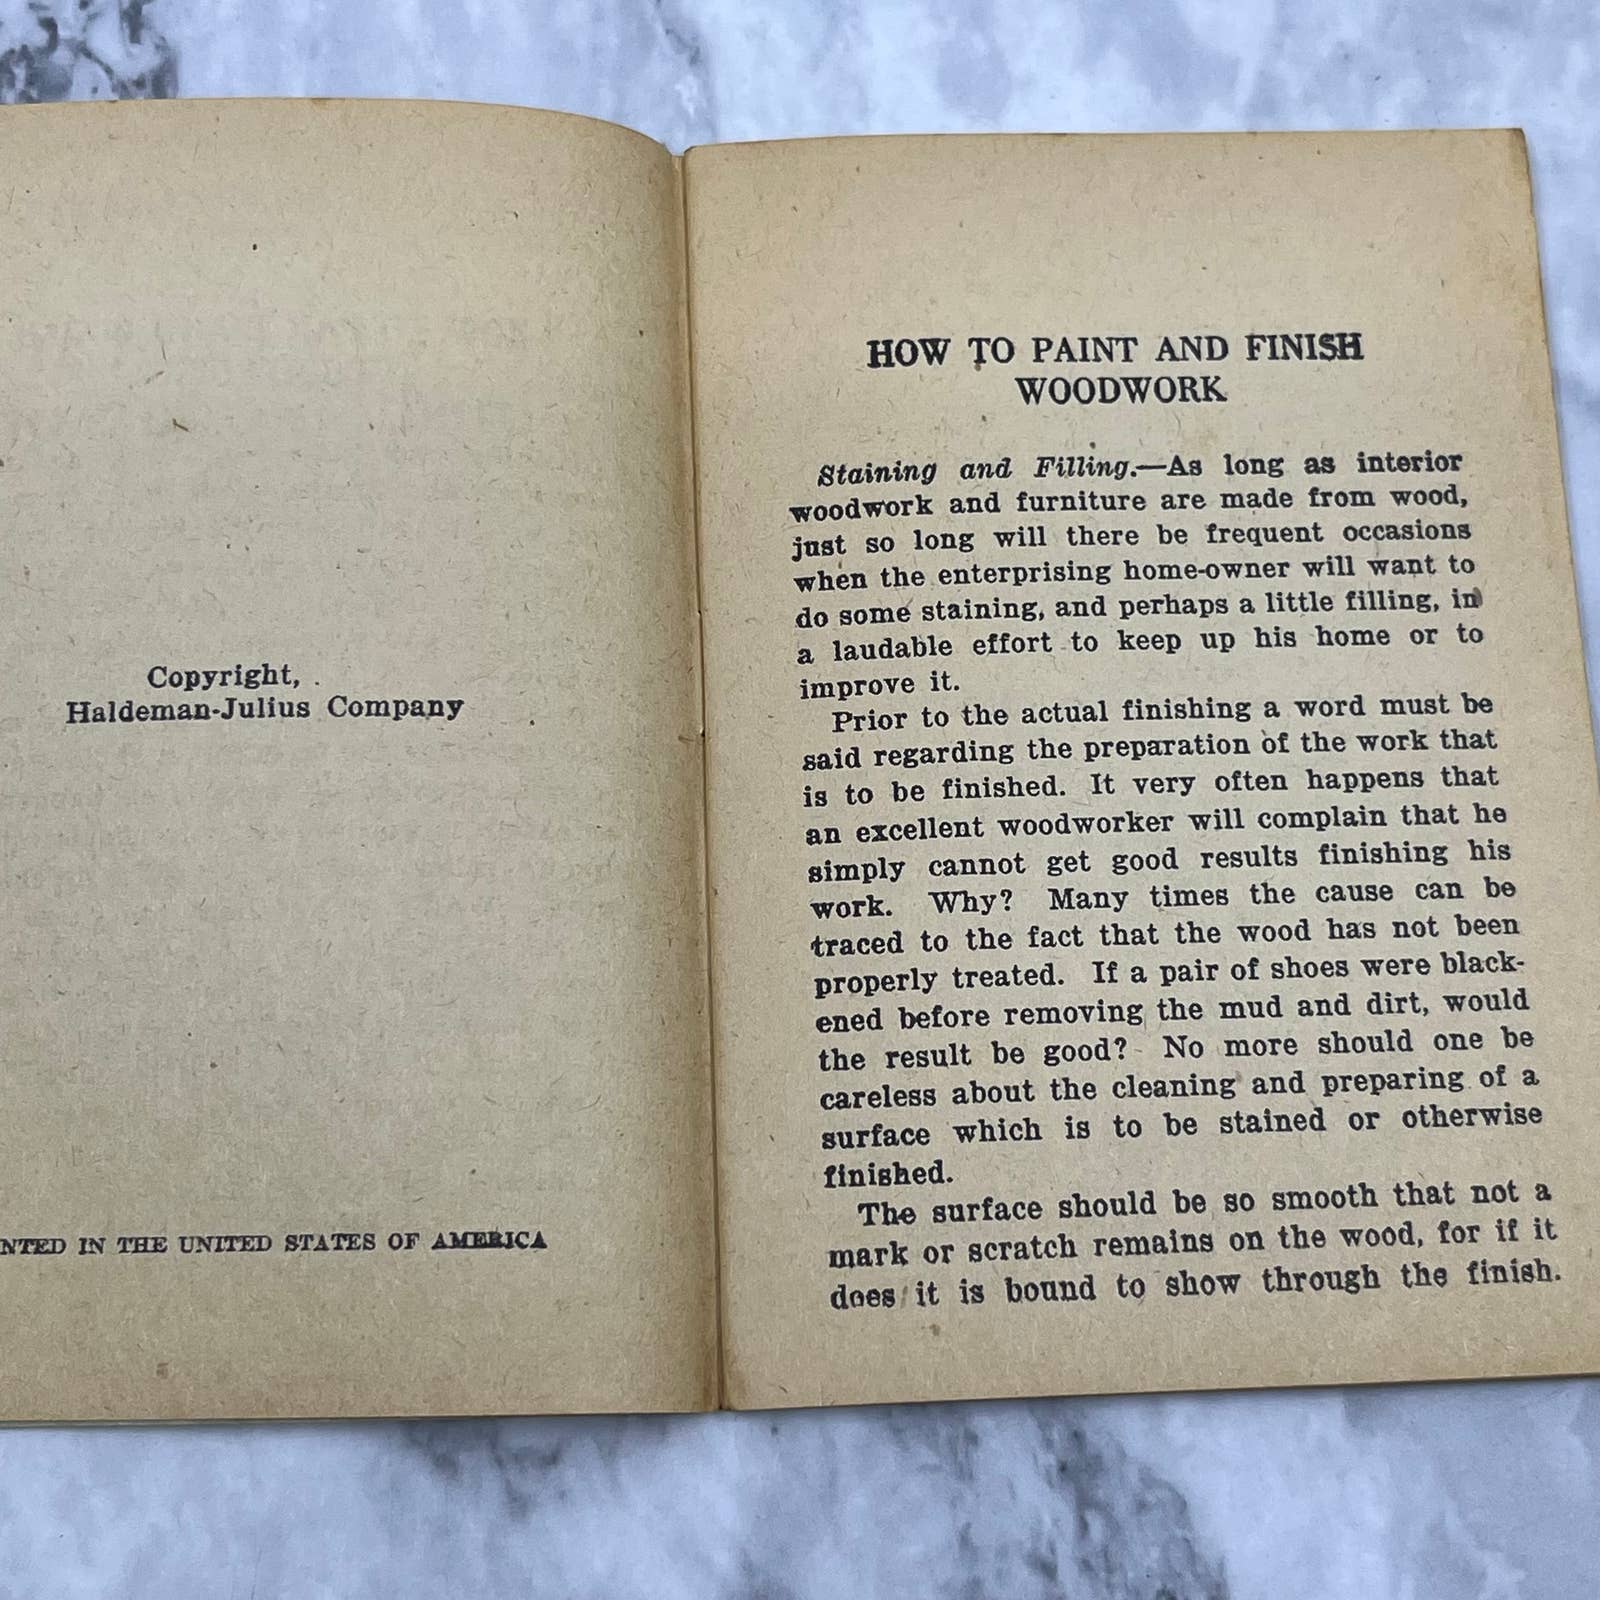 Copyright,
Haldeman-Julius Company
NTED IN THE UNITED STATES OF AMERICA
HOW TO PAINT AND FINISH
WOODWORK
Staining and Filling.—As long as interior
woodwork and furniture are made from wood,
just so long will there be frequent occasions
when the enterprising home-owner will want to
do some staining, and perhaps a little filling, in
a laudable effort to keep up his home or to
improve it.
Prior to the actual finishing a word must be
said regarding the preparation of the work that
is to be finished. It very often happens that
an excellent woodworker will complain that he
simply cannot get good results finishing his
work. Why? Many times the cause can be
traced to the fact that the wood has not been
properly treated. If a pair of shoes were black-
ened before removing the mud and dirt, would
the result be good? No more should one be
careless about the cleaning and preparing of a
surface which is to be stained or otherwise
finished.
The surface should be so smooth that not a
mark or scratch remains on the wood, for if it
does it is bound to show through the finish.